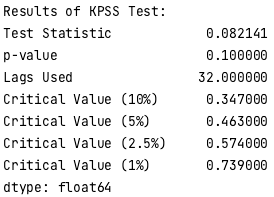 Results of KPSS Test:
Test Statistic 0.082141
p-value 0.100000
Lags Used 32.000000
Critical Value (10%) 0.347000
Critical Value (5%) 0.463000
Critical Value (2.5%) 0.574000
Critical Value (1%) 0.739000
dtype: float64